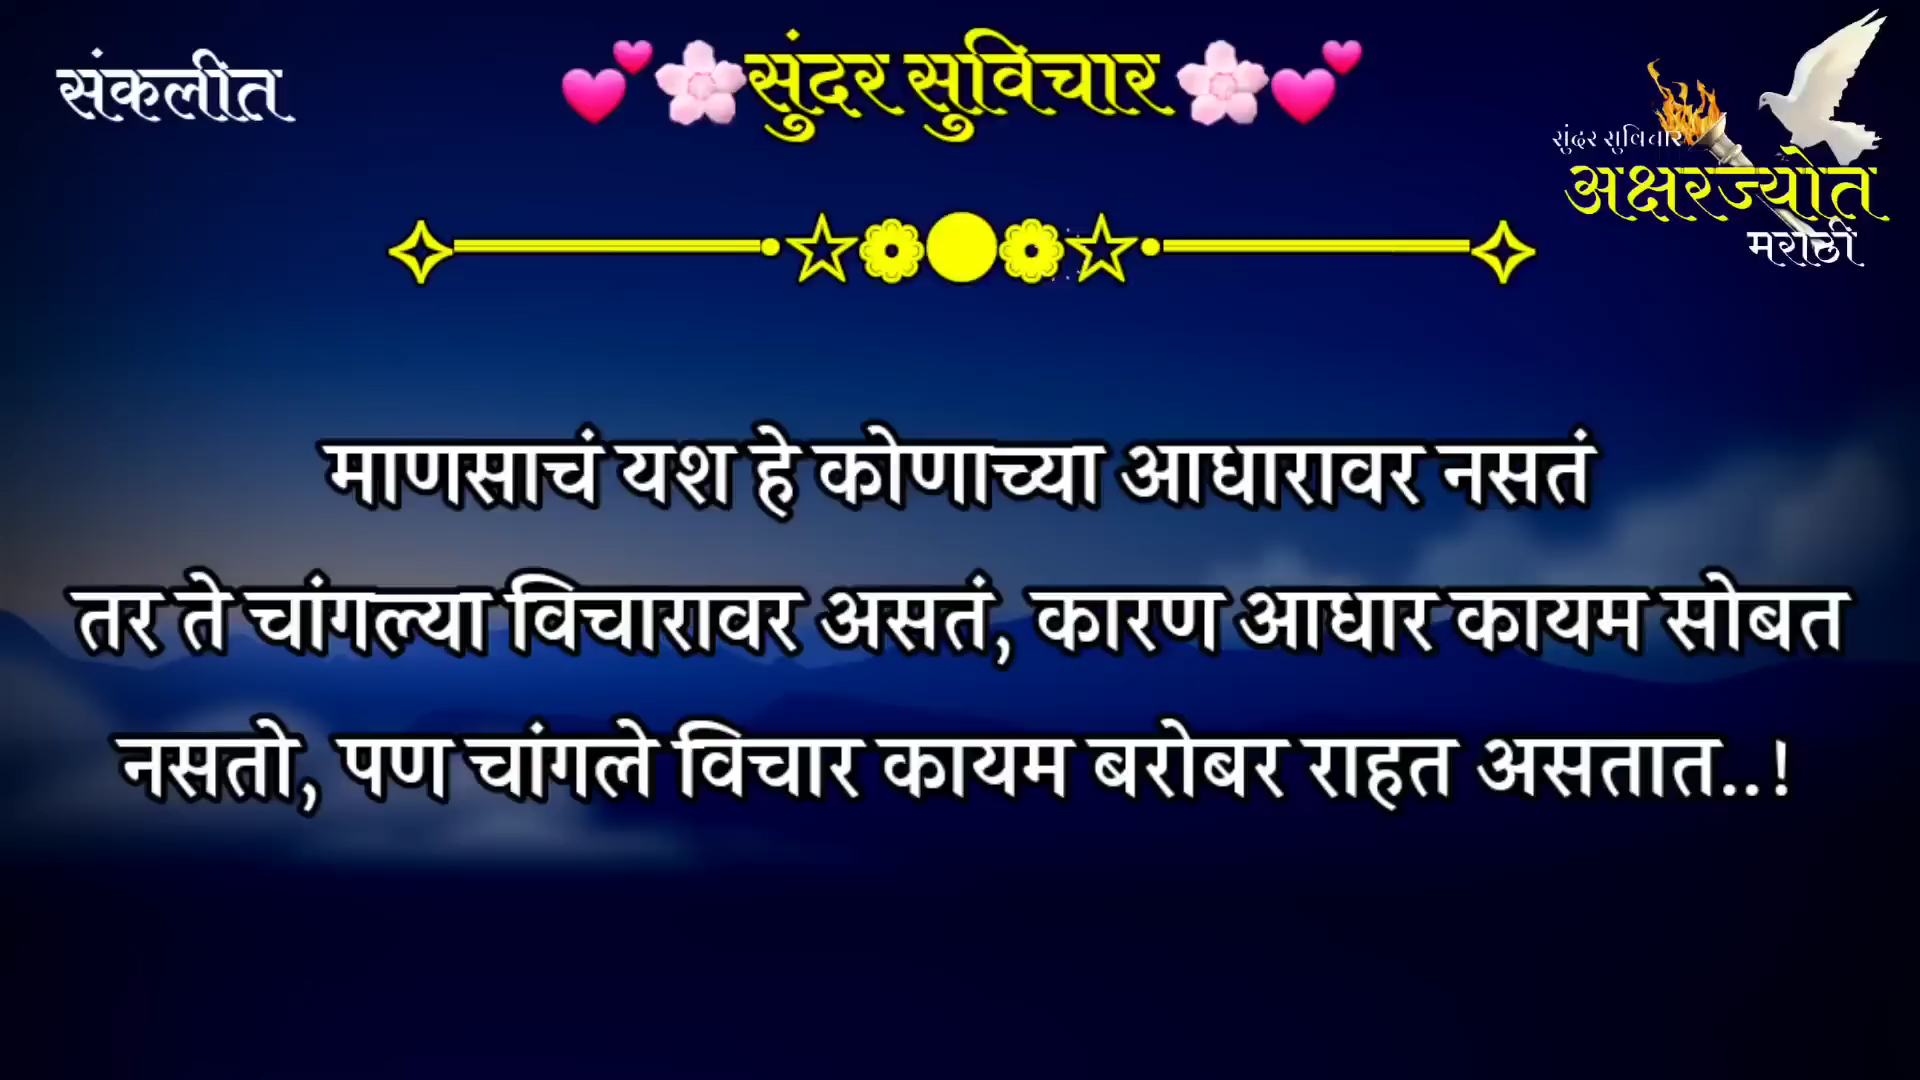 संकलीत
💕🌸सुंदर सुविचार🌸💕
सुंदर सुविचार
अक्षरज्योत
मराठी
माणसाचं यश हे कोणाच्या आधारावर नसतं
तर ते चांगल्या विचारावर असतं, कारण आधार कायम सोबत
नसतो, पण चांगले विचार कायम बरोबर राहत असतात..!